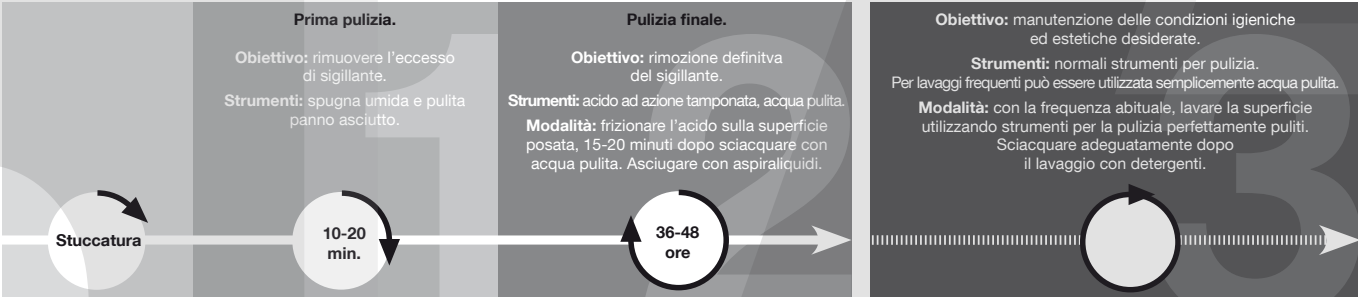 Stuccatura
Prima pulizia.
Obiettivo: rimuovere l'eccesso
di sigillante.
Strumenti: spugna umida e pulita
panno asciutto.
1
10-20
min.
Pulizia finale.
Obiettivo: rimozione definitva
del sigillante.
Strumenti: acido ad azione tamponata, acqua pulita.
Modalità: frizionare l'acido sulla superficie
posata, 15-20 minuti dopo sciacquare con
acqua pulita. Asciugare con aspiraliquidi.
2
36-48
ore
Obiettivo: manutenzione delle condizioni igieniche
ed estetiche desiderate.
Strumenti: normali strumenti per pulizia.
Per lavaggi frequenti può essere utilizzata semplicemente acqua pulita.
Modalità: con la frequenza abituale, lavare la superficie
utilizzando strumenti per la pulizia perfettamente puliti.
Sciacquare adeguatamente dopo
il lavaggio con detergenti.
3